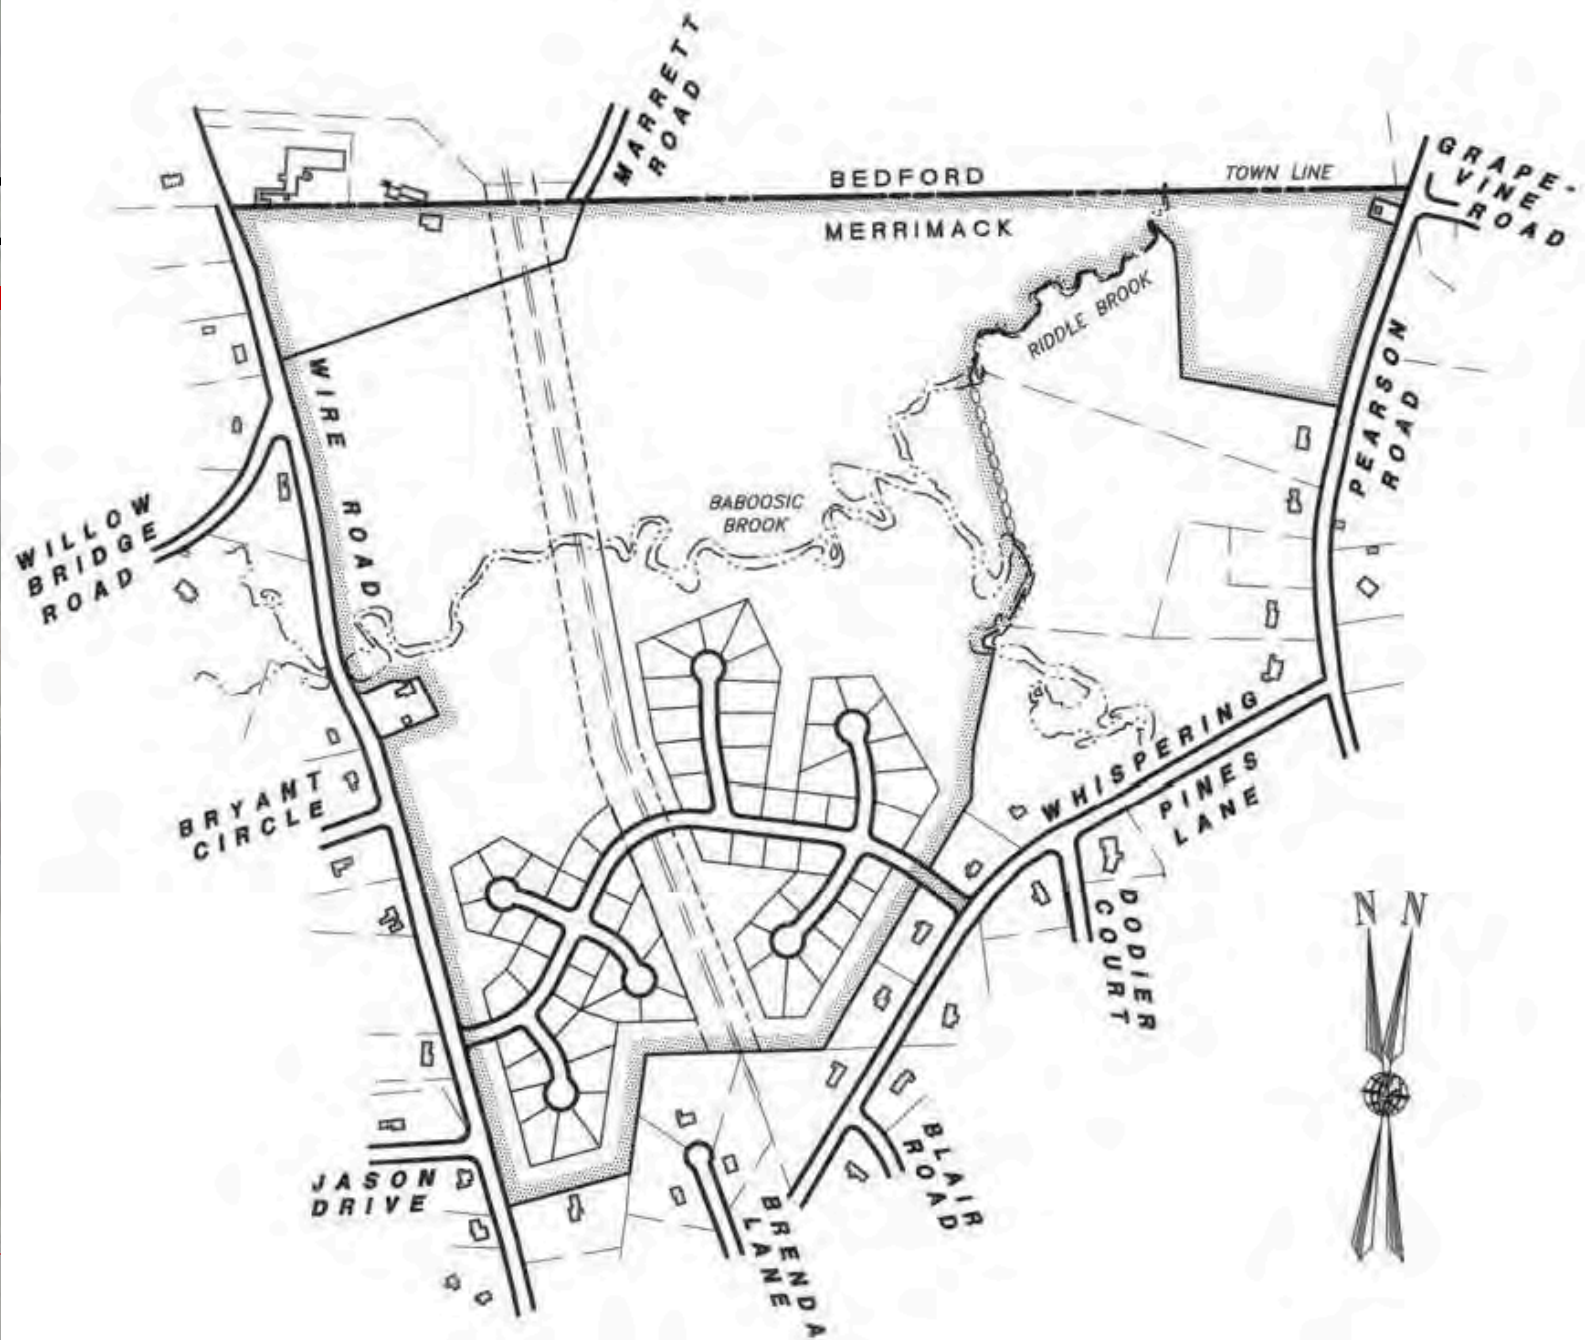 MARRETT
ROAD
BEDFORD
TOWN LINE
MERRIMACK
GRAPE-
VINE
ROAD
RIDDLE BROOK
WIRE ROAD
PEARSON
ROAD
WILLOW
BRIDGE
ROAD
BABOOSIC
BROOK
WHISPERING
PINES
LANE
BRYANT
CIRCLE
DODIER
COURT
N N
JASON
DRIVE
BLAIR
ROAD
BRENDA
LANE